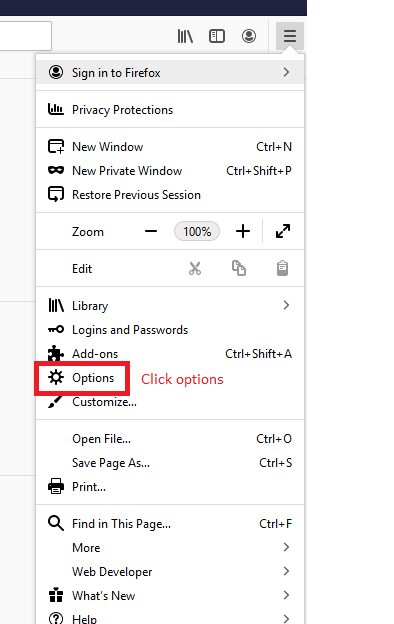 Sign in to Firefox
Privacy Protections
New Window Ctrl+N
New Private Window Ctrl+Shift+P
Restore Previous Session
Zoom 100%
Edit
Library
Logins and Passwords
Add-ons Ctrl+Shift+A
Options Click options
Customize...
Open File... Ctrl+O
Save Page As... Ctrl+S
Print...
Find in This Page... Ctrl+F
More
Web Developer
What's New
Help